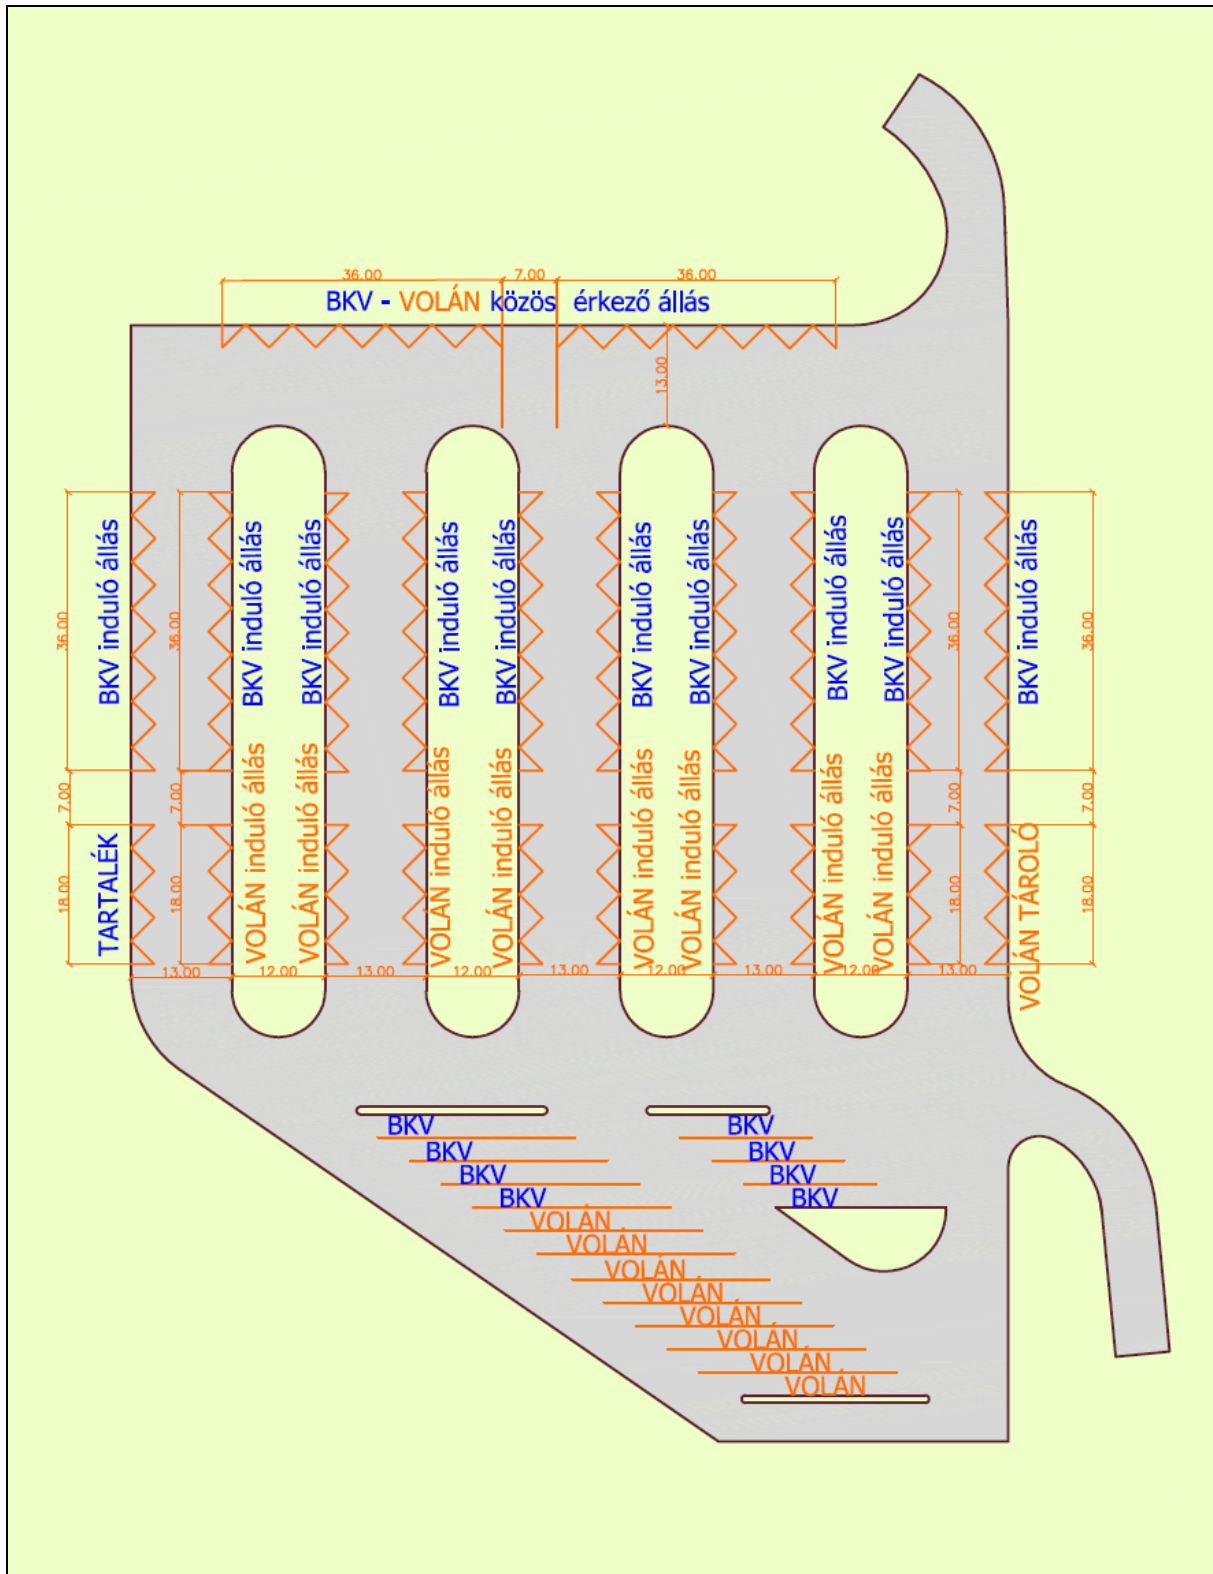 36.00 7.00 36.00
BKV - VOLÁN közös érkező állás
13.00
36.00
BKV induló állás
36.00
BKV induló állás
BKV induló állás
BKV induló állás
BKV induló állás
BKV induló állás
BKV induló állás
BKV induló állás
BKV induló állás
36.00
BKV induló állás
36.00
7.00
7.00
7.00
7.00
18.00
TARTALÉK
18.00
VOLÁN induló állás
VOLÁN induló állás
VOLÁN induló állás
VOLÁN induló állás
VOLÁN induló állás
VOLÁN induló állás
VOLÁN induló állás
VOLÁN induló állás
18.00
VOLÁN TÁROLÓ
18.00
13.00 12.00 13.00 12.00 13.00 12.00 13.00 12.00 13.00
BKV BKV
BKV BKV
BKV BKV
BKV BKV
VOLÁN
VOLÁN
VOLÁN
VOLÁN
VOLÁN
VOLÁN
VOLÁN
VOLÁN